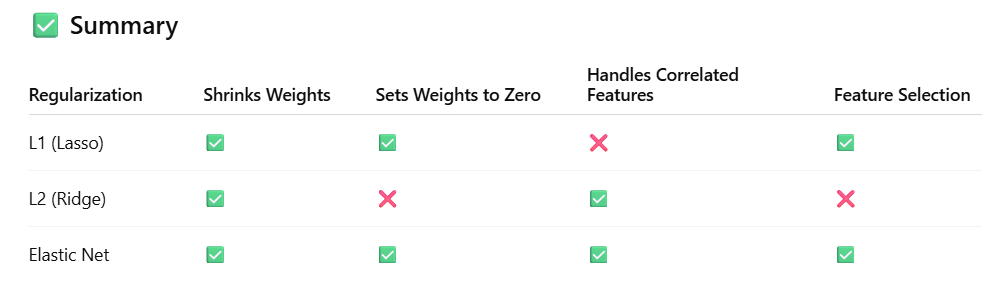 ✅ Summary
Regularization Shrinks Weights Sets Weights to Zero Handles Correlated Features Feature Selection
L1 (Lasso) ✅ ✅ ❌ ✅
L2 (Ridge) ✅ ❌ ✅ ❌
Elastic Net ✅ ✅ ✅ ✅